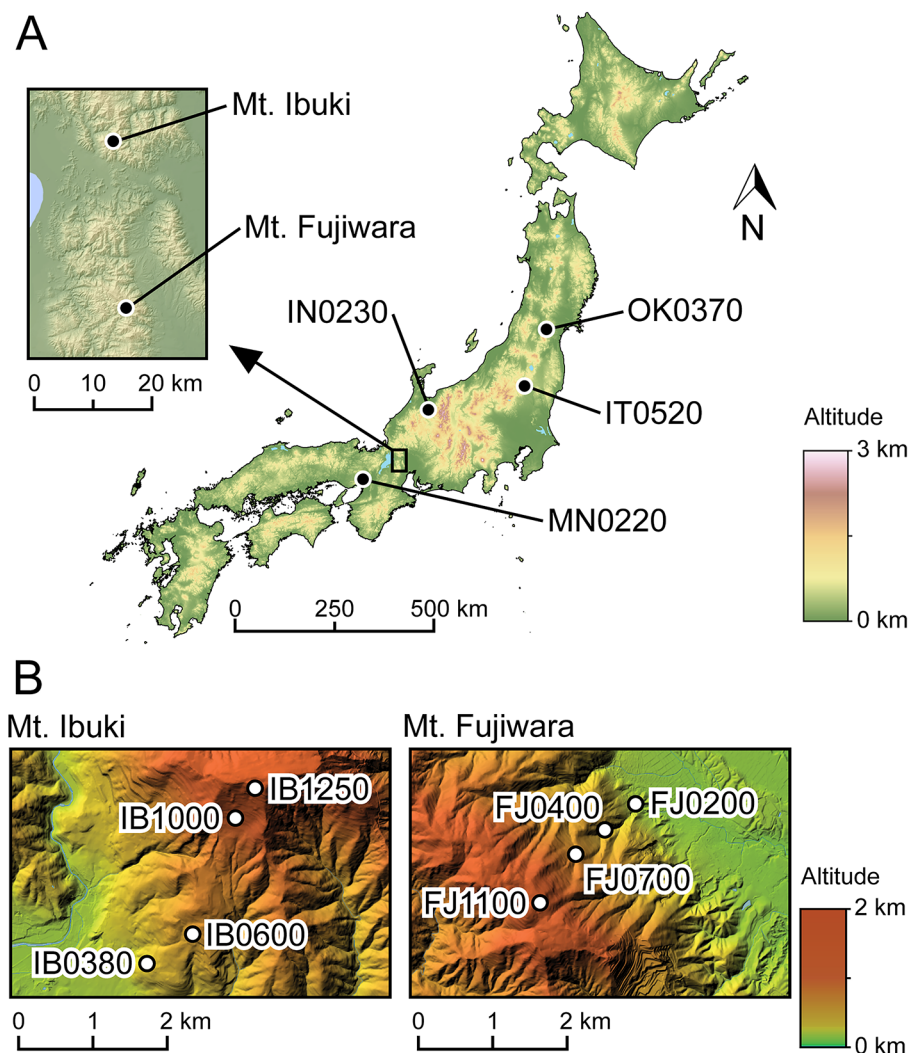 A
Mt. Ibuki
Mt. Fujiwara
N
IN0230
OK0370
0 10 20 km
IT0520
Altitude
3 km
MN0220
0 250 500 km
0 km
B
Mt. Ibuki
Mt. Fujiwara
IB1250
IB1000
FJ0400
FJ0200
FJ0700
Altitude
FJ1100
2 km
IB0600
IB0380
0 1 2 km
0 1 2 km
0 km